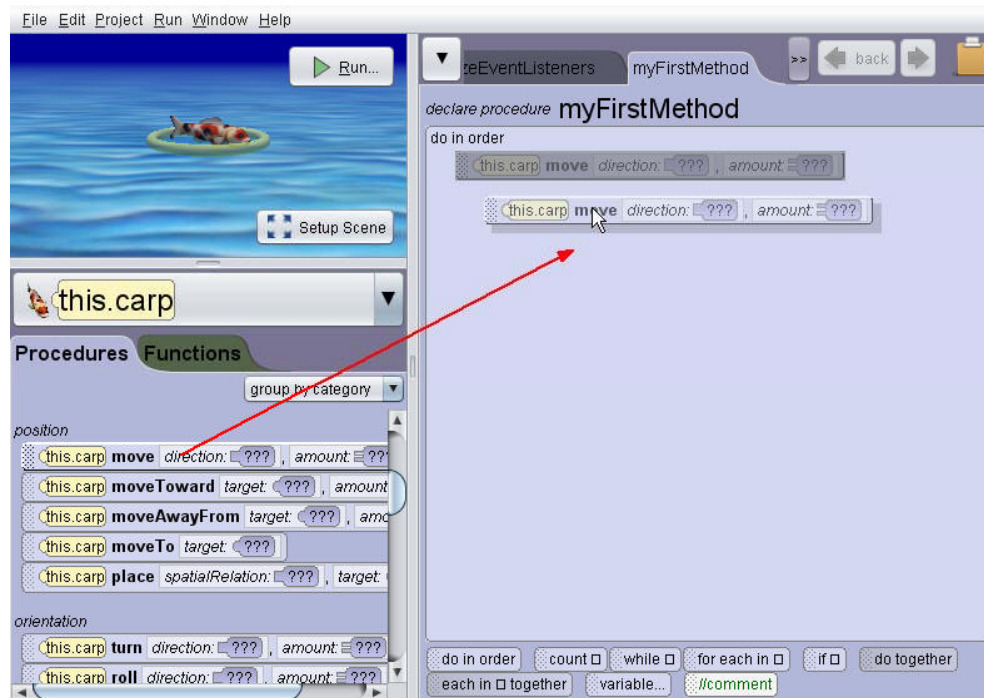 File Edit Project Run Window Help
Run...
Setup Scene
this.carp
Procedures Functions
group by category
position
this.carp move direction: ??? , amount: ??
this.carp moveToward target: ??? , amount
this.carp moveAwayFrom target: ??? , amo
this.carp moveTo target: ???
this.carp place spatialRelation: ??? , target:
orientation
this.carp turn direction: ??? , amount: ???
this.carp roll direction: ??? , amount: ???
zeEventListeners myFirstMethod >> back
declare procedure myFirstMethod
do in order
this.carp move direction: ??? , amount: ???
this.carp move direction: ??? , amount: ???
do in order count while for each in if do together
each in together variable... //comment